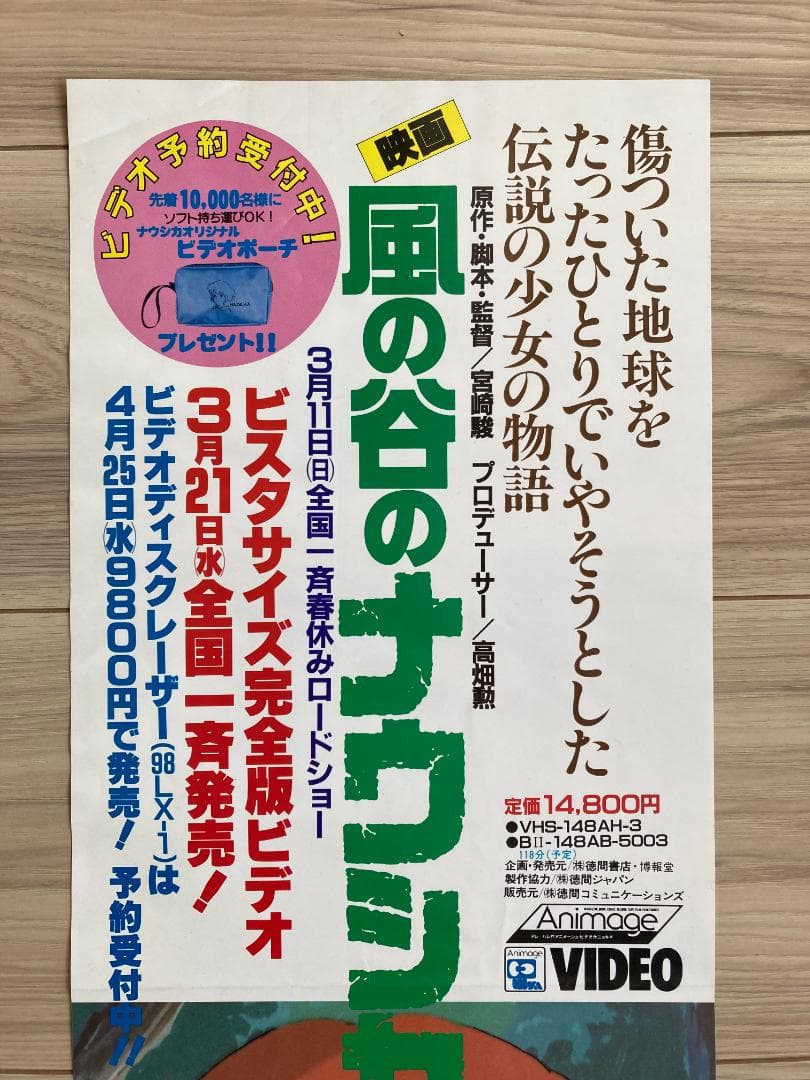 傷ついた地球を
たったひとりでいやそうとした
伝説の少女の物語
原作・脚本・監督／宮崎駿　プロデューサー／高畑勲
映画
風の谷のナウシカ
3月11日(日)全国一斉春休みロードショー
ビスタサイズ完全版ビデオ
3月21日(水)全国一斉発売！
ビデオディスクレーザー(98LX-1)は
4月25日(水)9800円で発売！ 予約受付中!!
ビデオ予約受付中！
先着10,000名様に
ソフト持ち運びOK！
ナウシカオリジナル
ビデオポーチ
プレゼント!!
定価14,800円
●VHS-148AH-3
●BII-148AB-5003
118分(予定)
企画・発売元/㈱徳間書店・博報堂
製作協力/㈱徳間ジャパン
販売元/㈱徳間コミュニケーションズ
Animage
Animage
VIDEO